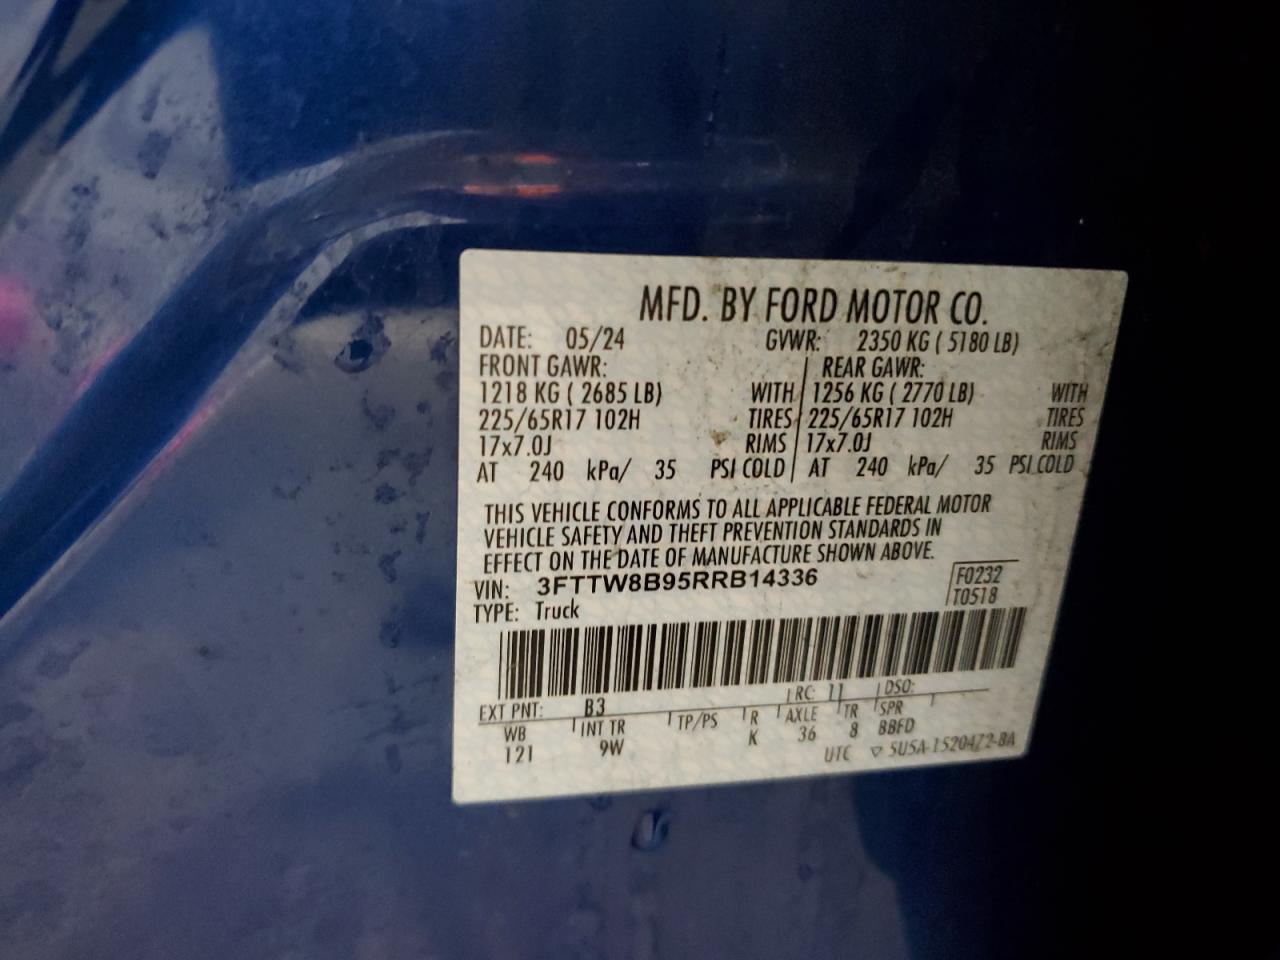 MFD. BY FORD MOTOR CO.
DATE: 05/24 GVWR: 2350 KG ( 5180 LB)
FRONT GAWR: REAR GAWR:
1218 KG ( 2685 LB) WITH 1256 KG ( 2770 LB) WITH
225/65R17 102H TIRES 225/65R17 102H TIRES
17x7.0J RIMS 17x7.0J RIMS
AT 240 kPa/ 35 PSI COLD AT 240 kPa/ 35 PSI COLD
THIS VEHICLE CONFORMS TO ALL APPLICABLE FEDERAL MOTOR
VEHICLE SAFETY AND THEFT PREVENTION STANDARDS IN
EFFECT ON THE DATE OF MANUFACTURE SHOWN ABOVE.
VIN: 3FTTW8B95RRB14336 F0232
TYPE: Truck T0518
EXT PNT: B3 RC: 11 DSO:
WB INT TR TP/PS R AXLE TR SPR
121 9W K 36 8 BBFD
UTC ▽ 5U5A-1520472-BA